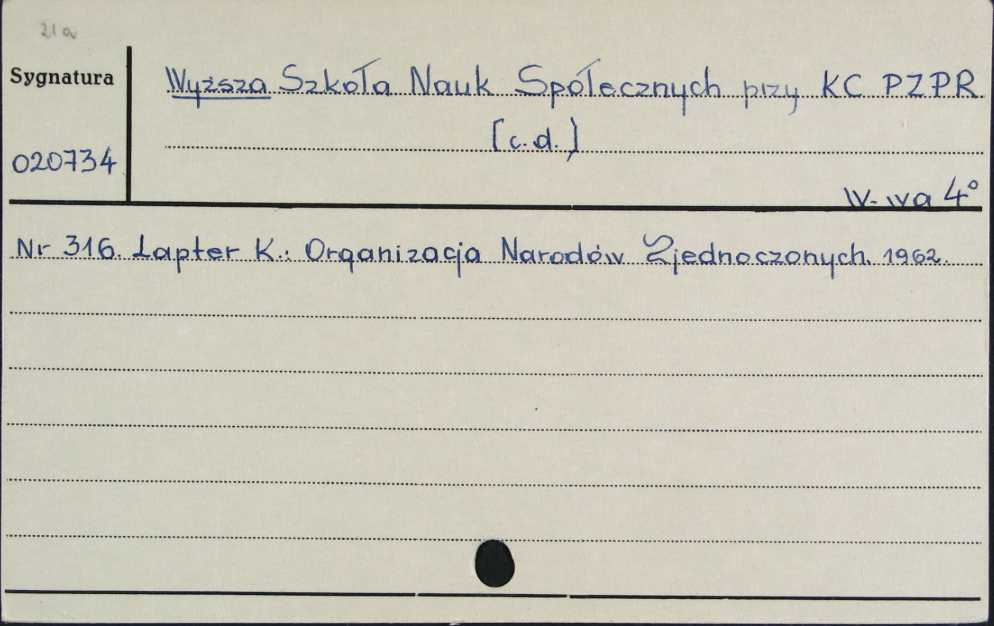 21a
Sygnatura
Wyższa Szkoła Nauk Społecznych przy KC PZPR
[c.d.]
020734
W-wa 4°
Nr 316. Lapter K.: Organizacja Narodów Zjednoczonych. 1962.